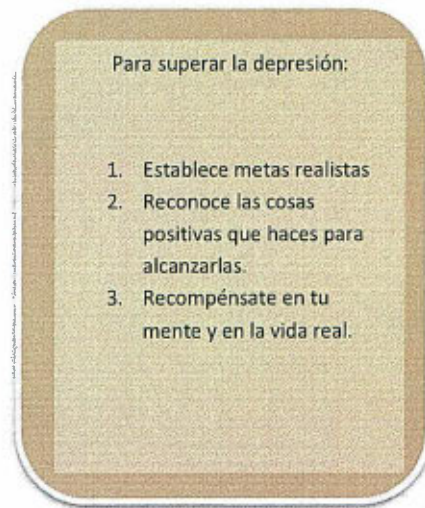 Para superar la depresión:
1. Establece metas realistas
2. Reconoce las cosas
positivas que haces para
alcanzarlas.
3. Recompénsate en tu
mente y en la vida real.